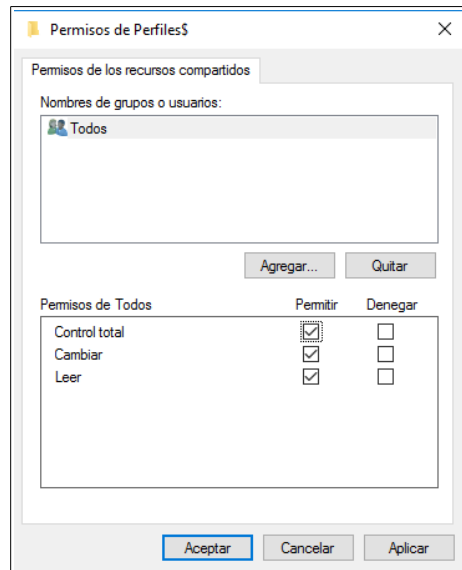 Permisos de Perfiles$
Permisos de los recursos compartidos
Nombres de grupos o usuarios:
Todos
Agregar... Quitar
Permisos de Todos Permitir Denegar
Control total
Cambiar
Leer
Aceptar Cancelar Aplicar